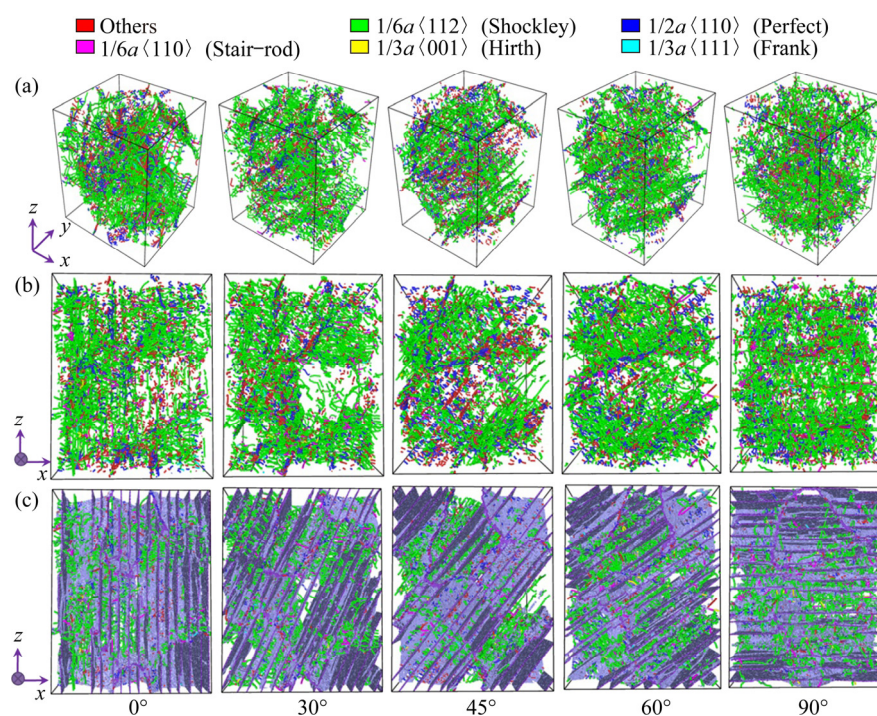 Others 1/6a⟨112⟩ (Shockley) 1/2a⟨110⟩ (Perfect)
1/6a⟨110⟩ (Stair−rod) 1/3a⟨001⟩ (Hirth) 1/3a⟨111⟩ (Frank)
(a)
z
y
x
(b)
z
x
(c)
z
x
0° 30° 45° 60° 90°